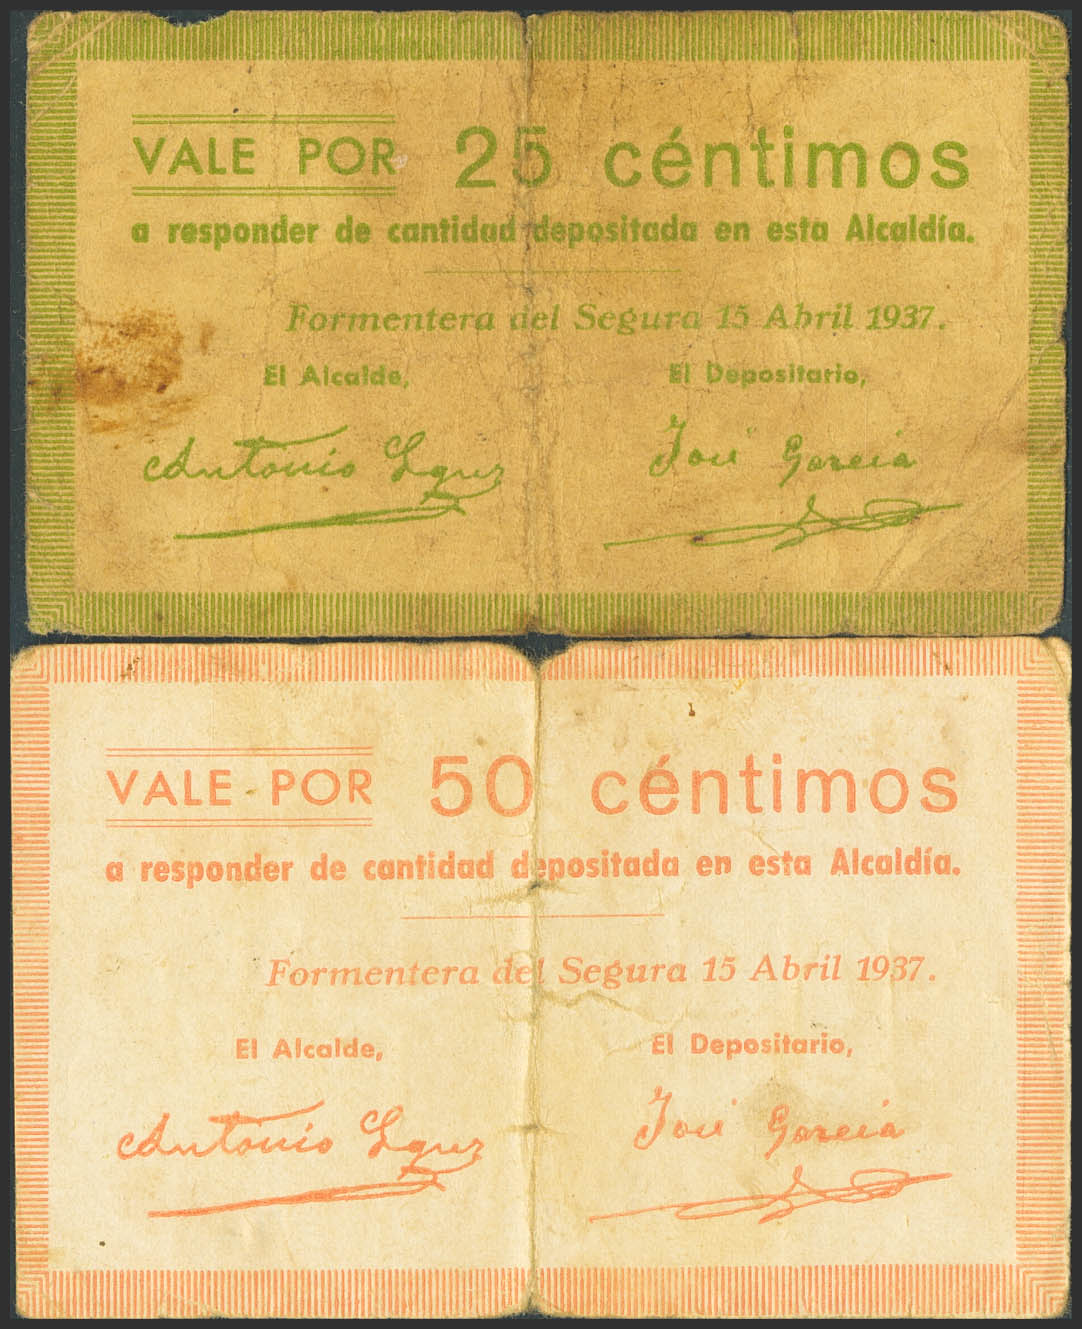 VALE POR 25 céntimos
a responder de cantidad depositada en esta Alcaldía.
Formentera del Segura 15 Abril 1937.
El Alcalde, El Depositario,
Antonio José García
VALE POR 50 céntimos
a responder de cantidad depositada en esta Alcaldía.
Formentera del Segura 15 Abril 1937.
El Alcalde, El Depositario,
Antonio José García